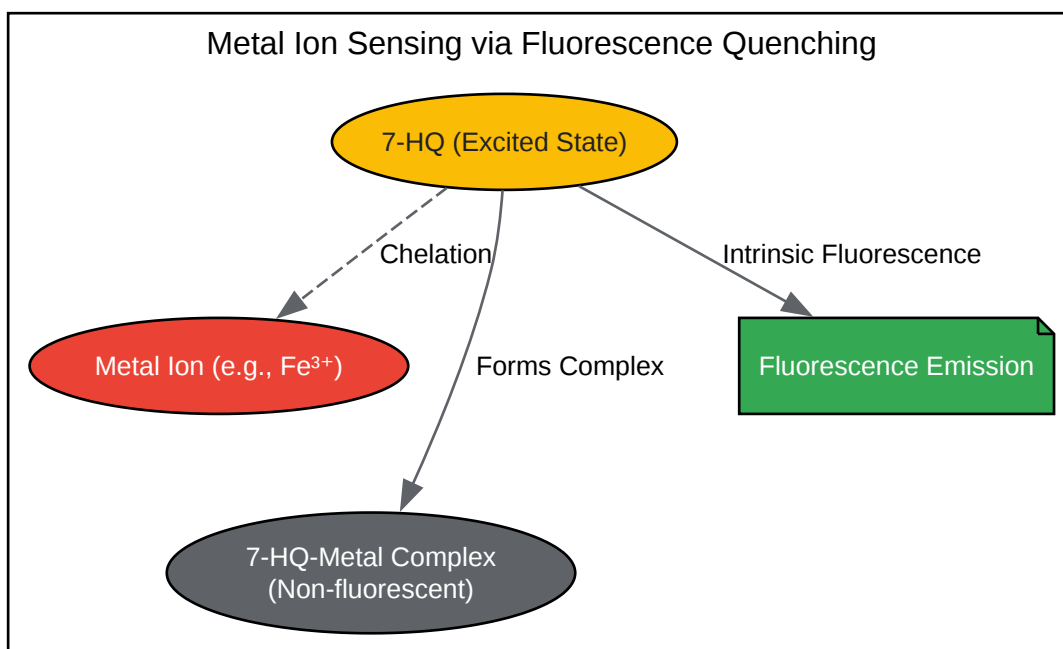 Metal Ion Sensing via Fluorescence Quenching
7-HQ (Excited State)
Chelation
Intrinsic Fluorescence
Metal Ion (e.g., Fe³⁺)
Forms Complex
Fluorescence Emission
7-HQ-Metal Complex
(Non-fluorescent)